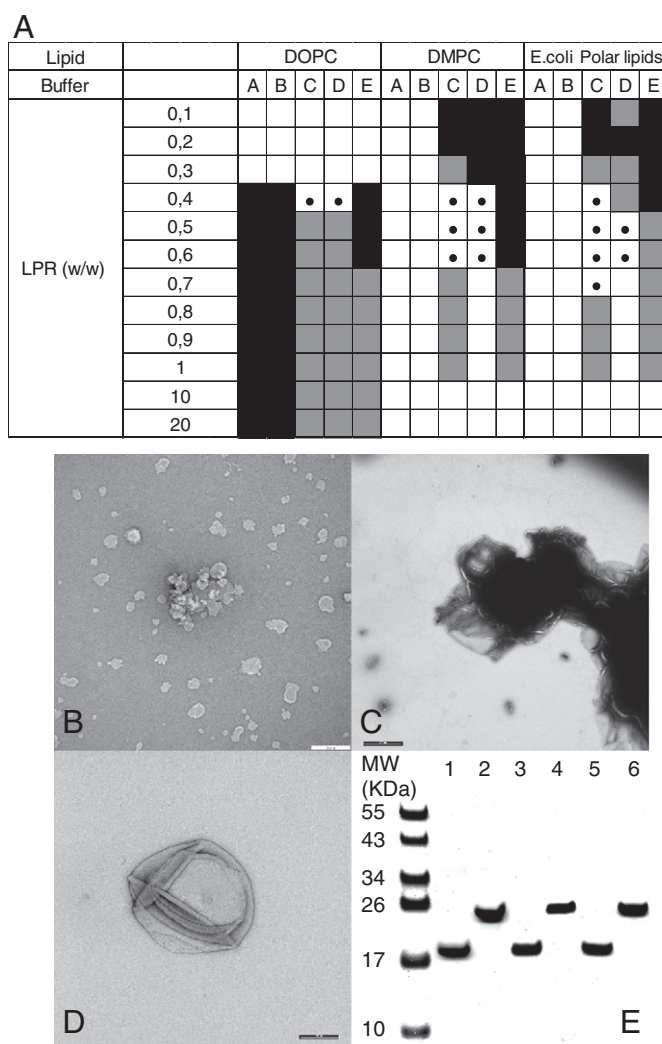 A
Lipid DOPC DMPC E.coli Polar lipids
Buffer A B C D E A B C D E A B C D E
0,1
0,2
0,3
0,4
0,5
0,6
LPR (w/w)
0,7
0,8
0,9
1
10
20
B
C
D
MW
(KDa)
1 2 3 4 5 6
55
43
34
26
17
10
E